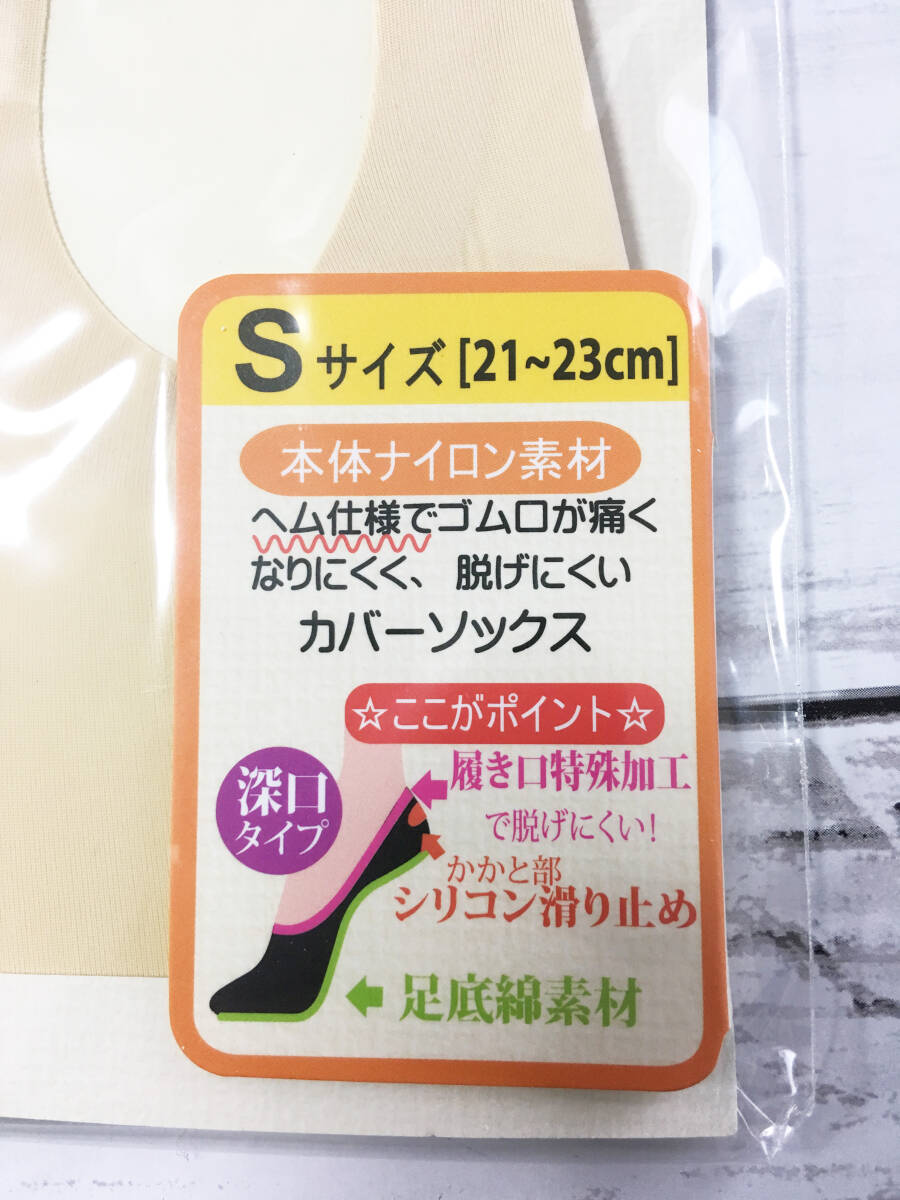 Sサイズ[21~23cm]
本体ナイロン素材
ヘム仕様でゴム口が痛く
なりにくく、脱げにくい
カバーソックス
☆ここがポイント☆
深口
タイプ
履き口特殊加工
で脱げにくい!
かかと部
シリコン滑り止め
足底綿素材